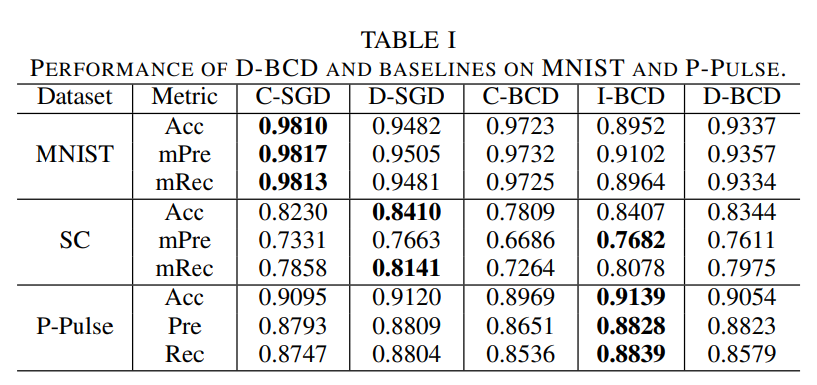 TABLE I
PERFORMANCE OF D-BCD AND BASELINES ON MNIST AND P-PULSE.
Dataset Metric C-SGD D-SGD C-BCD I-BCD D-BCD
Acc 0.9810 0.9482 0.9723 0.8952 0.9337
MNIST mPre 0.9817 0.9505 0.9732 0.9102 0.9357
mRec 0.9813 0.9481 0.9725 0.8964 0.9334
Acc 0.8230 0.8410 0.7809 0.8407 0.8344
SC mPre 0.7331 0.7663 0.6686 0.7682 0.7611
mRec 0.7858 0.8141 0.7264 0.8078 0.7975
Acc 0.9095 0.9120 0.8969 0.9139 0.9054
P-Pulse Pre 0.8793 0.8809 0.8651 0.8828 0.8823
Rec 0.8747 0.8804 0.8536 0.8839 0.8579